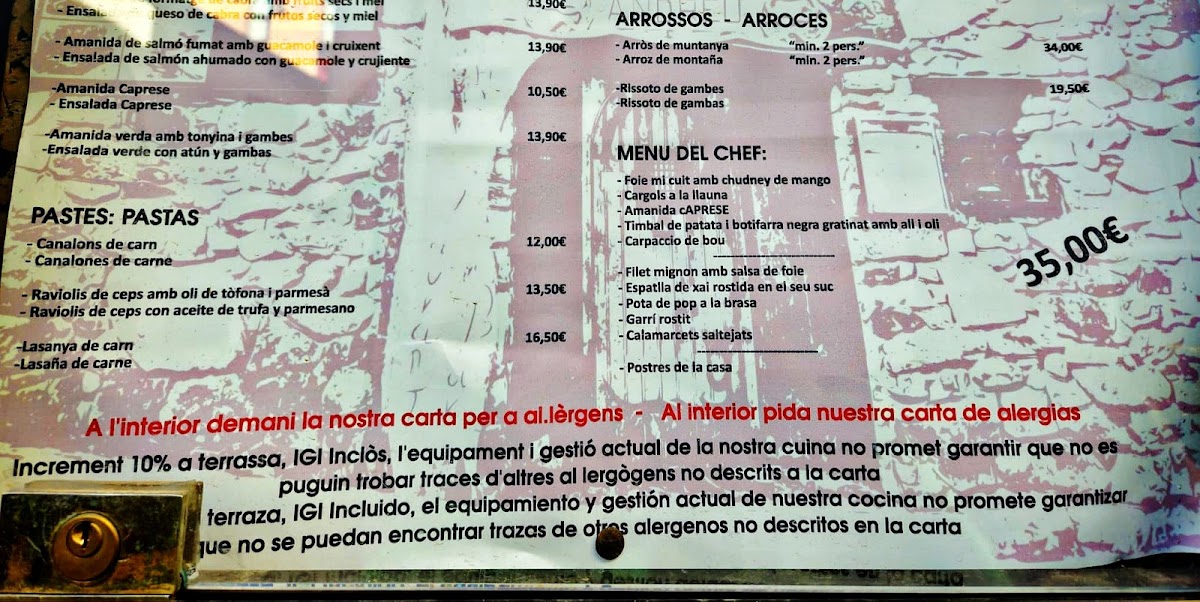 - Ensalada queso de cabra con frutos secs y miel
13,90€
- Amanida de salmó fumat amb guacamole i cruixent
- Ensalada de salmón ahumado con guacamole y crujiente
13,90€
-Amanida Caprese
- Ensalada Caprese
10,50€
-Amanida verda amb tonyina i gambes
-Ensalada verde con atún y gambas
13,90€
PASTES: PASTAS
- Canalons de carn
- Canalones de carne
12,00€
- Raviolis de ceps amb oli de tòfona i parmesà
- Raviolis de ceps con aceite de trufa y parmesano
13,50€
-Lasanya de carn
-Lasaña de carne
16,50€
ARROSSOS - ARROCES
- Arròs de muntanya "min. 2 pers." 34,00€
- Arroz de montaña "min. 2 pers."
-Rissoto de gambes 19,50€
-Rissoto de gambas
MENU DEL CHEF:
- Foie mi cuit amb chudney de mango
- Cargols a la llauna
- Amanida cAPRESE
- Timbal de patata i botifarra negra gratinat amb all i oli
- Carpaccio de bou
- Filet mignon amb salsa de foie
- Espatlla de xai rostida en el seu suc
- Pota de pop a la brasa
- Garrí rostit
- Calamarcets saltejats
- Postres de la casa
35,00€
A l'interior demani la nostra carta per a al.lèrgens - Al interior pida nuestra carta de alergias
Increment 10% a terrassa, IGI Inclòs, l'equipament i gestió actual de la nostra cuina no promet garantir que no es
puguin trobar traces d'altres al lergògens no descrits a la carta
terraza, IGI Incluido, el equipamiento y gestión actual de nuestra cocina no promete garantizar
que no se puedan encontrar trazas de otros alergenos no descritos en la carta